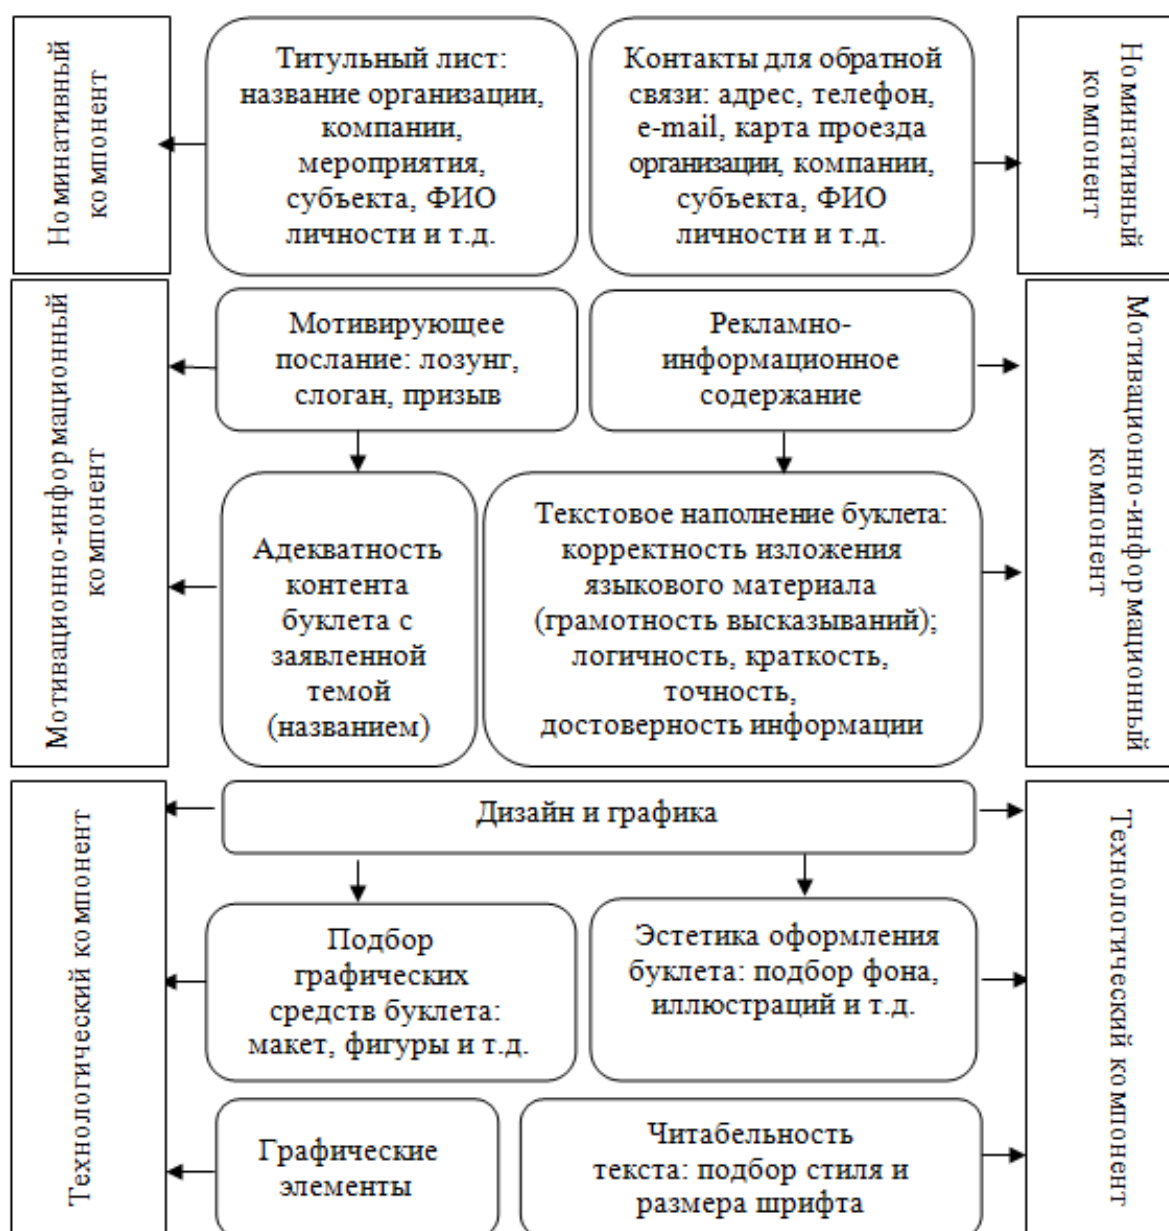 Номинативный
компонент
Титульный лист:
название организации,
компании,
мероприятия,
субъекта, ФИО
личности и т.д.
Контакты для обратной
связи: адрес, телефон,
e-mail, карта проезда
организации, компании,
субъекта, ФИО
личности и т.д.
Номинативный
компонент
Мотивационно-информационный
компонент
Мотивирующее
послание: лозунг,
слоган, призыв
Рекламно-
информационное
содержание
Мотивационно-информационный
компонент
Адекватность
контента
буклета с
заявленной
темой
(названием)
Текстовое наполнение буклета:
корректность изложения
языкового материала
(грамотность высказываний);
логичность, краткость,
точность,
достоверность информации
Технологический компонент
Дизайн и графика
Технологический компонент
Подбор
графических
средств буклета:
макет, фигуры и т.д.
Эстетика оформления
буклета: подбор фона,
иллюстраций и т.д.
Графические
элементы
Читабельность
текста: подбор стиля и
размера шрифта